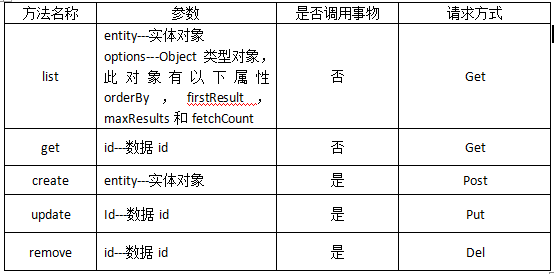 方法名称 参数 是否调用事物 请求方式
list
entity---实体对象
options---Object 类型对象，
此对象有以下属性
orderBy ， firstResult ，
maxResults 和 fetchCount
否 Get
get id---数据 id 否 Get
create entity---实体对象 是 Post
update Id---数据 id 是 Put
remove id---数据 id 是 Del